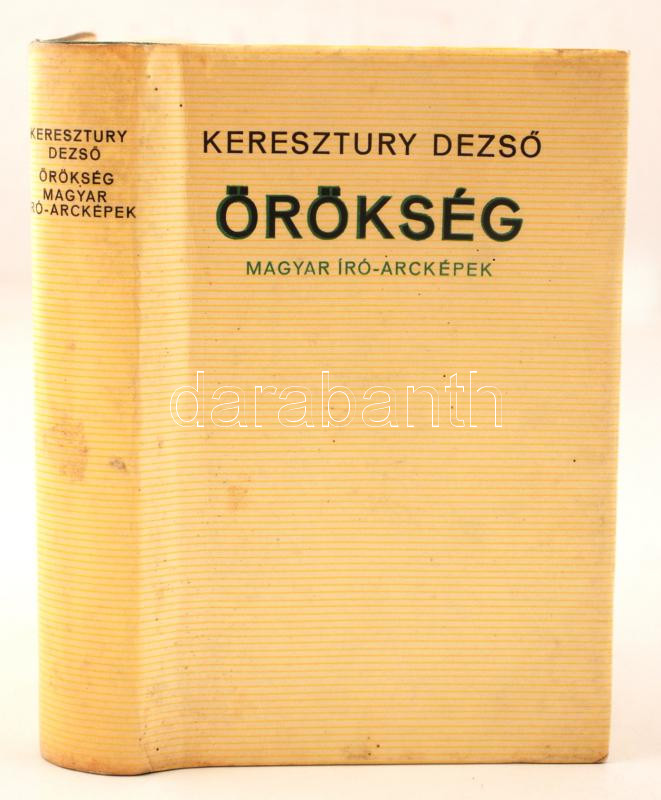 KERESZTURY
DEZSŐ
ÖRÖKSÉG
MAGYAR
ÍRÓ-ARCKÉPEK
KERESZTURY DEZSŐ
ÖRÖKSÉG
MAGYAR ÍRÓ-ARCKÉPEK
darabanth